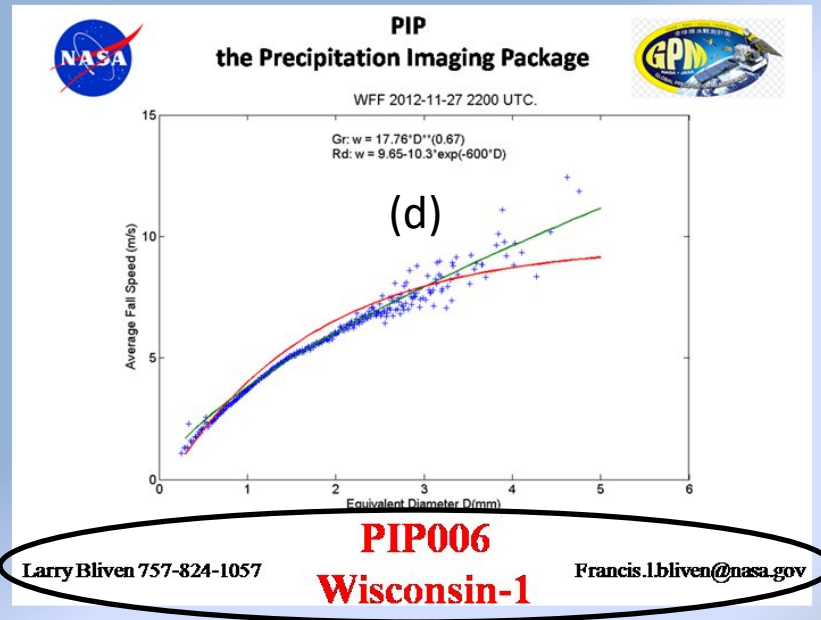 PIP
the Precipitation Imaging Package
NASA
GPM
NASA • JAXA
WFF 2012-11-27 2200 UTC.
Gr: w = 17.76*D**(0.67)
Rd: w = 9.65-10.3*exp(-600*D)
(d)
15
10
5
0
Average Fall Speed (m/s)
0 1 2 3 4 5 6
Equivalent Diameter D(mm)
PIP006
Larry Bliven 757-824-1057
Francis.l.bliven@nasa.gov
Wisconsin-1